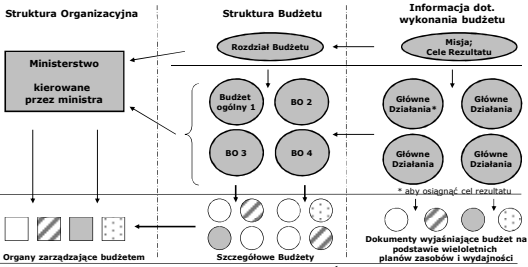 Struktura Organizacyjna
Struktura Budżetu
Informacja dot.
wykonania budżetu
Ministerstwo
kierowane
przez ministra
Rozdział Budżetu
Misja;
Cele Rezultatu
Budżet
ogólny 1
BO 2
BO 3
BO 4
Główne
Działania*
Główne
Działania
Główne
Działania
Główne
Działania
* aby osiągnąć cel rezultatu
Organy zarządzające budżetem
Szczegółowe Budżety
Dokumenty wyjaśniające budżet na
podstawie wieloletnich
planów zasobów i wydajności